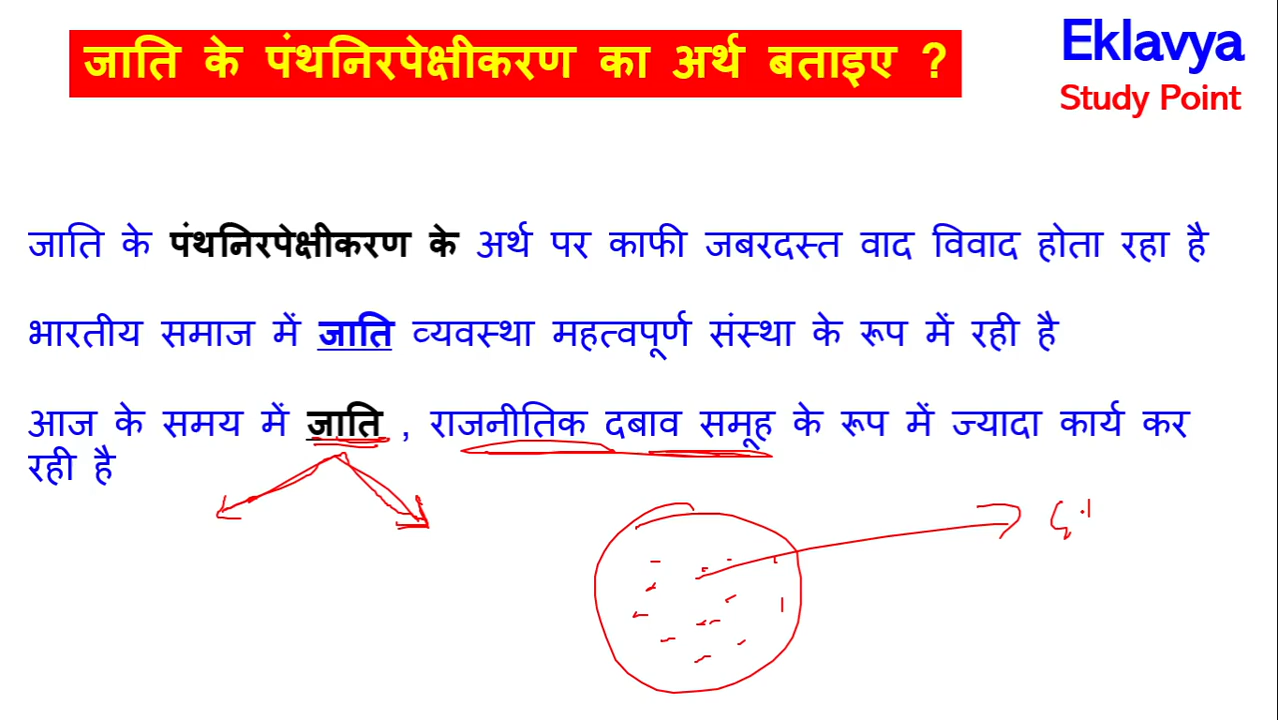 जाति के पंथनिरपेक्षीकरण का अर्थ बताइए ?
Eklavya
Study Point
जाति के पंथनिरपेक्षीकरण के अर्थ पर काफी जबरदस्त वाद विवाद होता रहा है
भारतीय समाज में जाति व्यवस्था महत्वपूर्ण संस्था के रूप में रही है
आज के समय में जाति , राजनीतिक दबाव समूह के रूप में ज्यादा कार्य कर
रही है